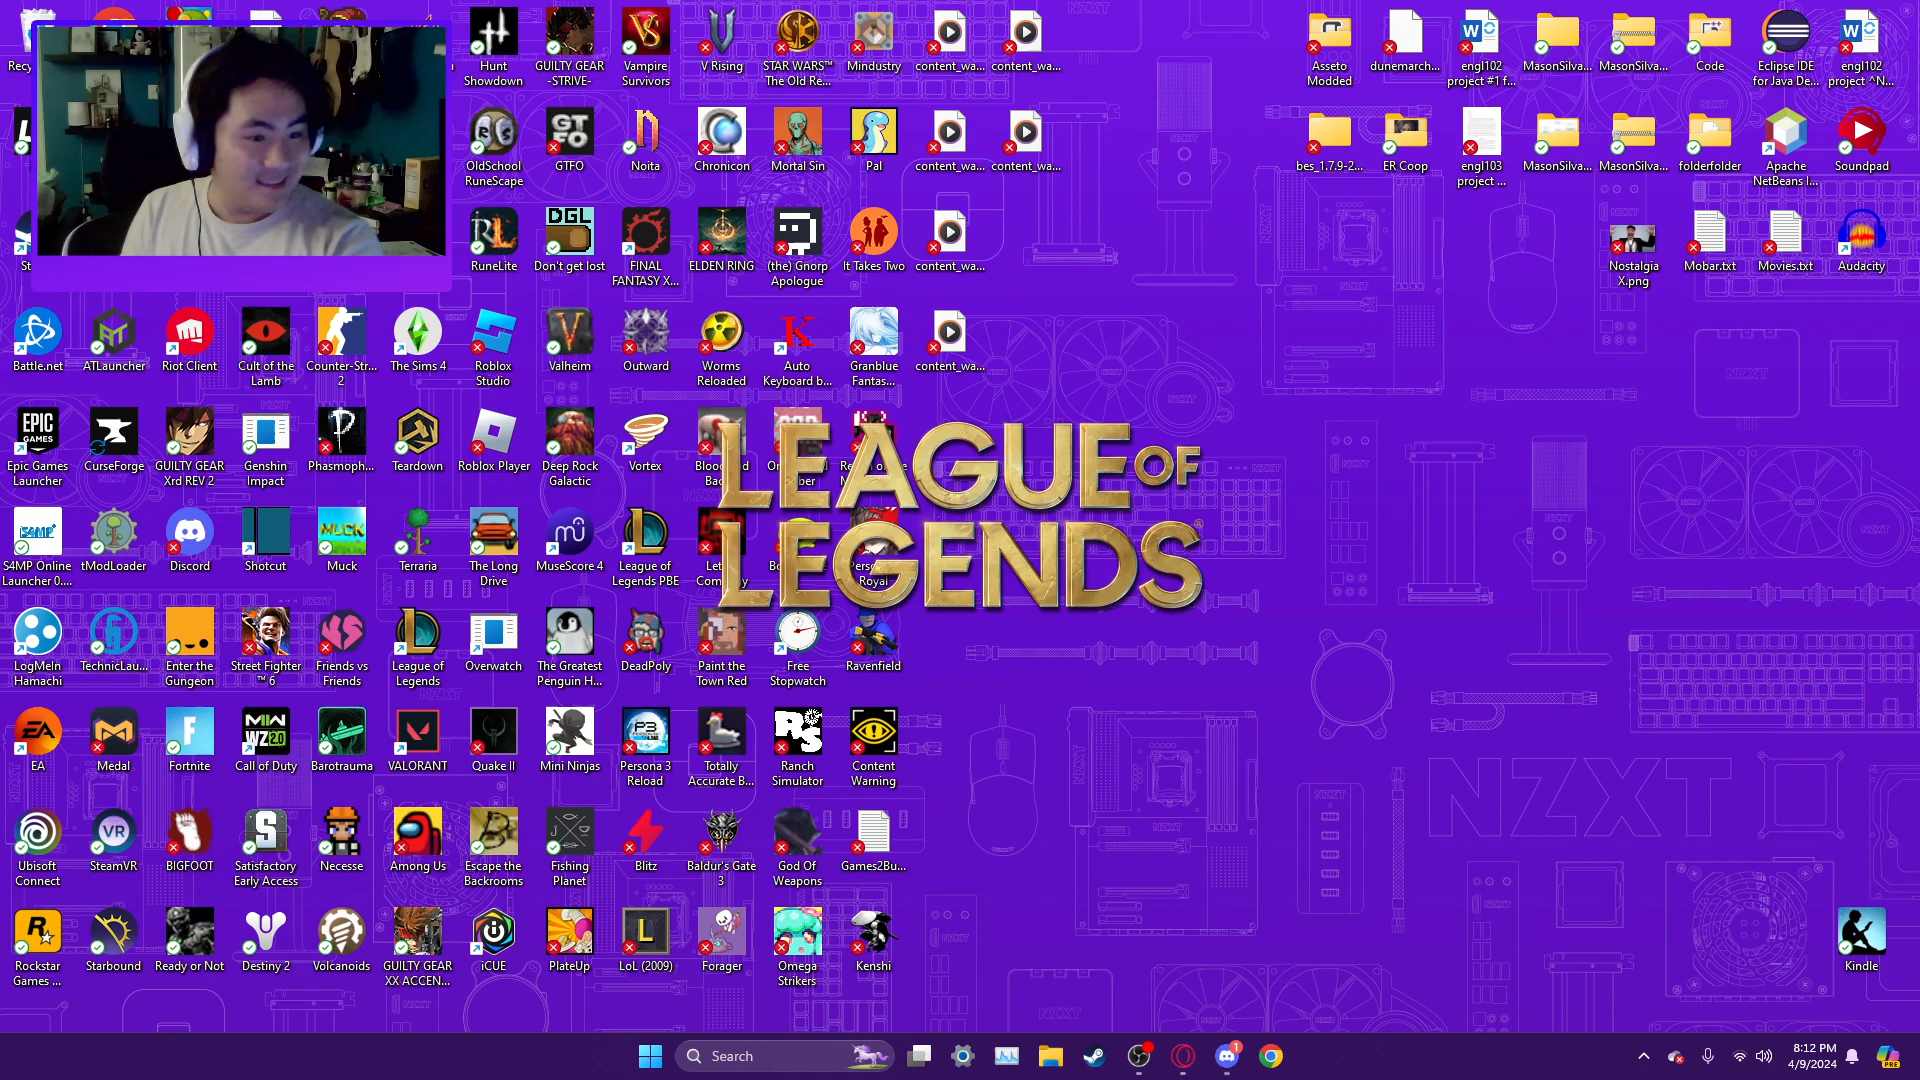 Hunt
Showdown
GUILTY GEAR
-STRIVE-
Vampire
Survivors
V Rising
STAR WARS™
The Old Re...
Mindustry
content_wa...
content_wa...
Asseto
Modded
dunemarch...
engl102
project #1 f...
MasonSilva...
MasonSilva...
Code
Eclipse IDE
for Java De...
engl102
project ^N...
OldSchool
RuneScape
GTFO
Noita
Chronicon
Mortal Sin
Pal
content_wa...
content_wa...
bes_1.7.9-2...
ER Coop
engl103
project ...
MasonSilva...
MasonSilva...
folderfolder
Apache
NetBeans I...
Soundpad
RuneLite
Don't get lost
FINAL
FANTASY X...
ELDEN RING
(the) Gnorp
Apologue
It Takes Two
content_wa...
Nostalgia
X.png
Mobar.txt
Movies.txt
Audacity
Battle.net
ATLauncher
Riot Client
Cult of the
Lamb
Counter-Str...
2
The Sims 4
Roblox
Studio
Valheim
Outward
Worms
Reloaded
Auto
Keyboard b...
Granblue
Fantas...
content_wa...
Epic Games
Launcher
CurseForge
GUILTY GEAR
Xrd REV 2
Genshin
Impact
Phasmoph...
Teardown
Roblox Player
Deep Rock
Galactic
Vortex
LEAGUE OF
LEGENDS
S4MP Online
Launcher 0....
tModLoader
Discord
Shotcut
Muck
Terraria
The Long
Drive
MuseScore 4
League of
Legends PBE
LogMeIn
Hamachi
TechnicLau...
Enter the
Gungeon
Street Fighter
™ 6
Friends vs
Friends
League of
Legends
Overwatch
The Greatest
Penguin H...
DeadPoly
Paint the
Town Red
Free
Stopwatch
Ravenfield
EA
Medal
Fortnite
Call of Duty
Barotrauma
VALORANT
Quake II
Mini Ninjas
Persona 3
Reload
Totally
Accurate B...
Ranch
Simulator
Content
Warning
NZXT
Ubisoft
Connect
SteamVR
BIGFOOT
Satisfactory
Early Access
Necesse
Among Us
Escape the
Backrooms
Fishing
Planet
Blitz
Baldur's Gate
3
God Of
Weapons
Games2Bu...
Rockstar
Games ...
Starbound
Ready or Not
Destiny 2
Volcanoids
GUILTY GEAR
XX ACCEN...
iCUE
PlateUp
LoL (2009)
Forager
Omega
Strikers
Kenshi
Kindle
Search
8:12 PM
4/9/2024